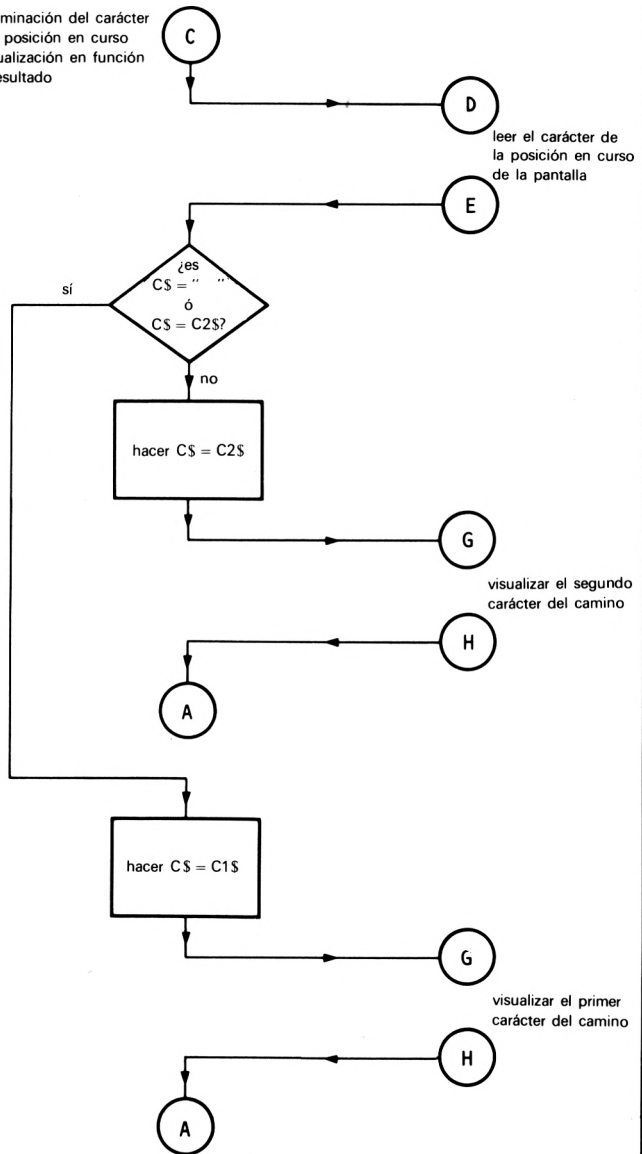 minación del carácter
posición en curso
ualización en función
esultado
C
D
leer el carácter de
la posición en curso
de la pantalla
E
¿es
C$ = " "
ó
C$ = C2$?
sí
no
hacer C$ = C2$
G
visualizar el segundo
carácter del camino
H
A
hacer C$ = C1$
G
visualizar el primer
carácter del camino
H
A